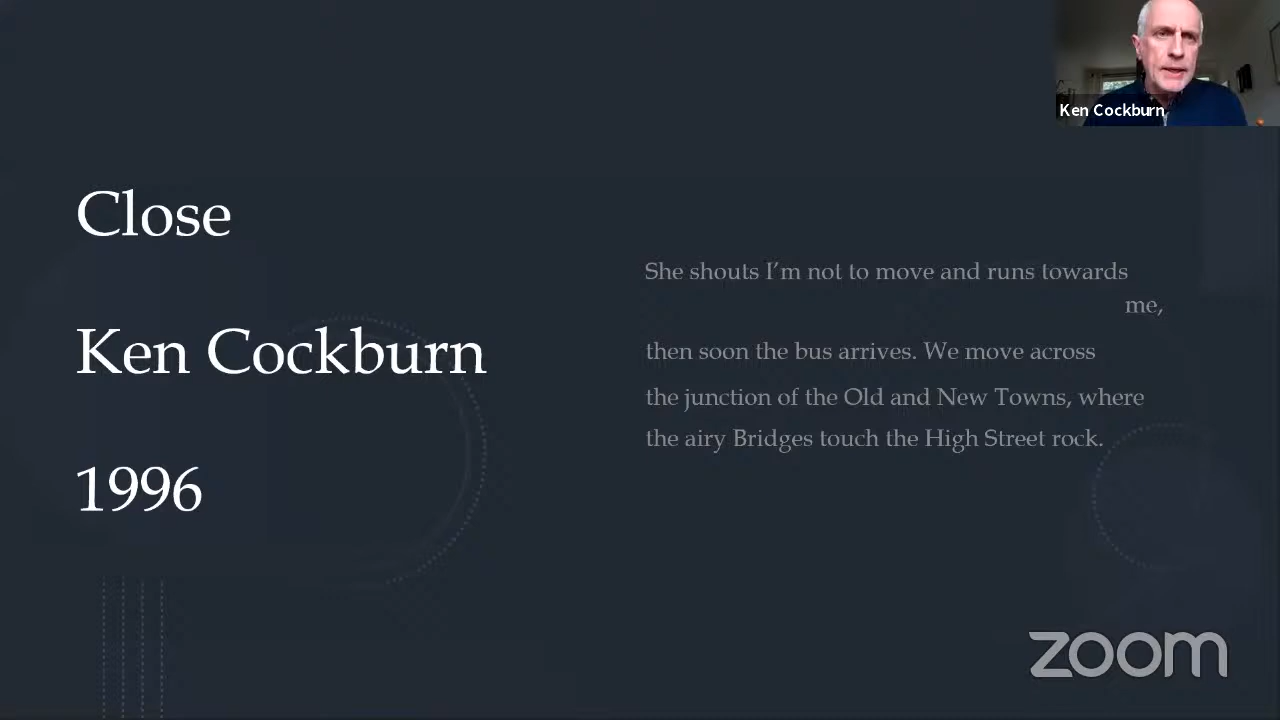 Ken Cockburn
Close
Ken Cockburn
1996
She shouts I’m not to move and runs towards
me,
then soon the bus arrives. We move across
the junction of the Old and New Towns, where
the airy Bridges touch the High Street rock.
zoom